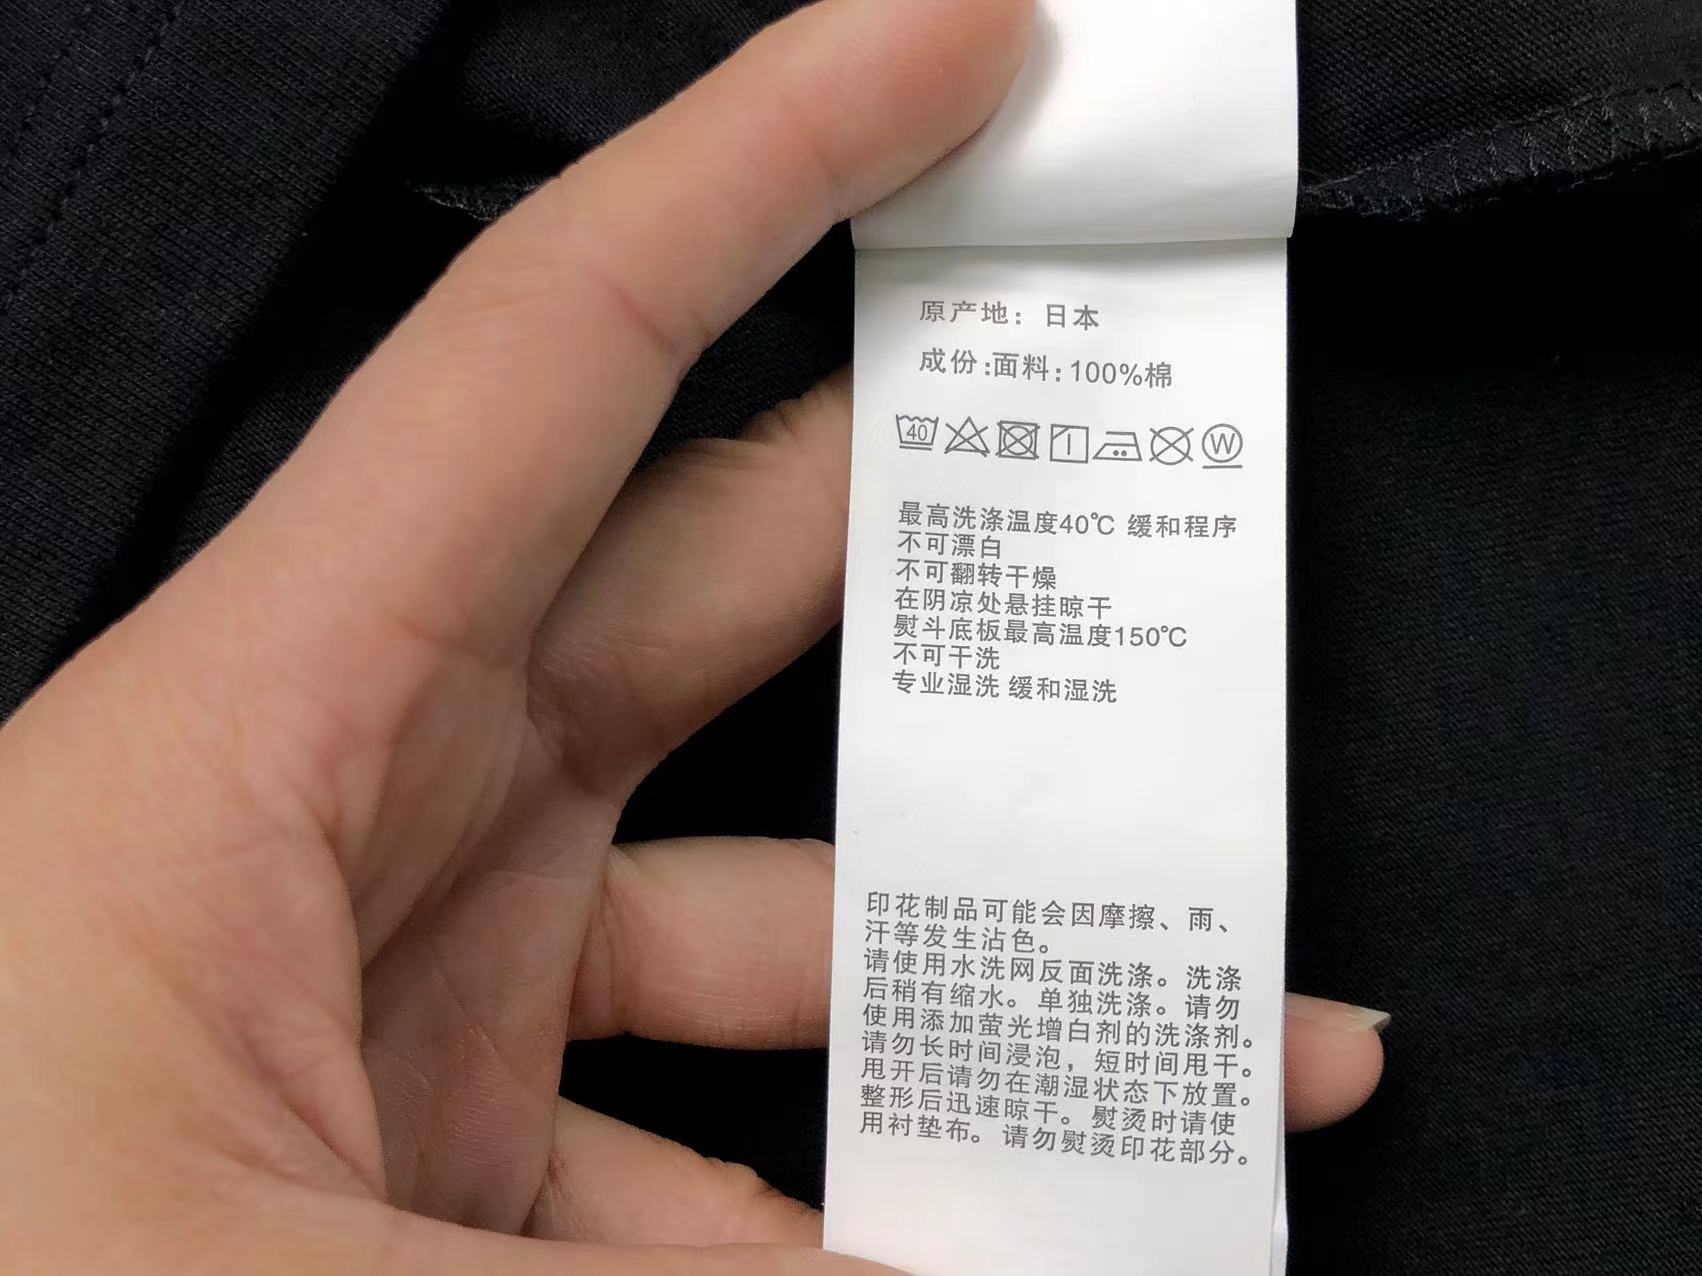 原产地：日本
成份:面料:100%棉
40 W
最高洗涤温度40℃ 缓和程序
不可漂白
不可翻转干燥
在阴凉处悬挂晾干
熨斗底板最高温度150℃
不可干洗
专业湿洗 缓和湿洗
印花制品可能会因摩擦、雨、
汗等发生沾色。
请使用水洗网反面洗涤。洗涤
后稍有缩水。单独洗涤。请勿
使用添加萤光增白剂的洗涤剂。
请勿长时间浸泡，短时间甩干。
甩开后请勿在潮湿状态下放置。
整形后迅速晾干。熨烫时请使
用衬垫布。请勿熨烫印花部分。